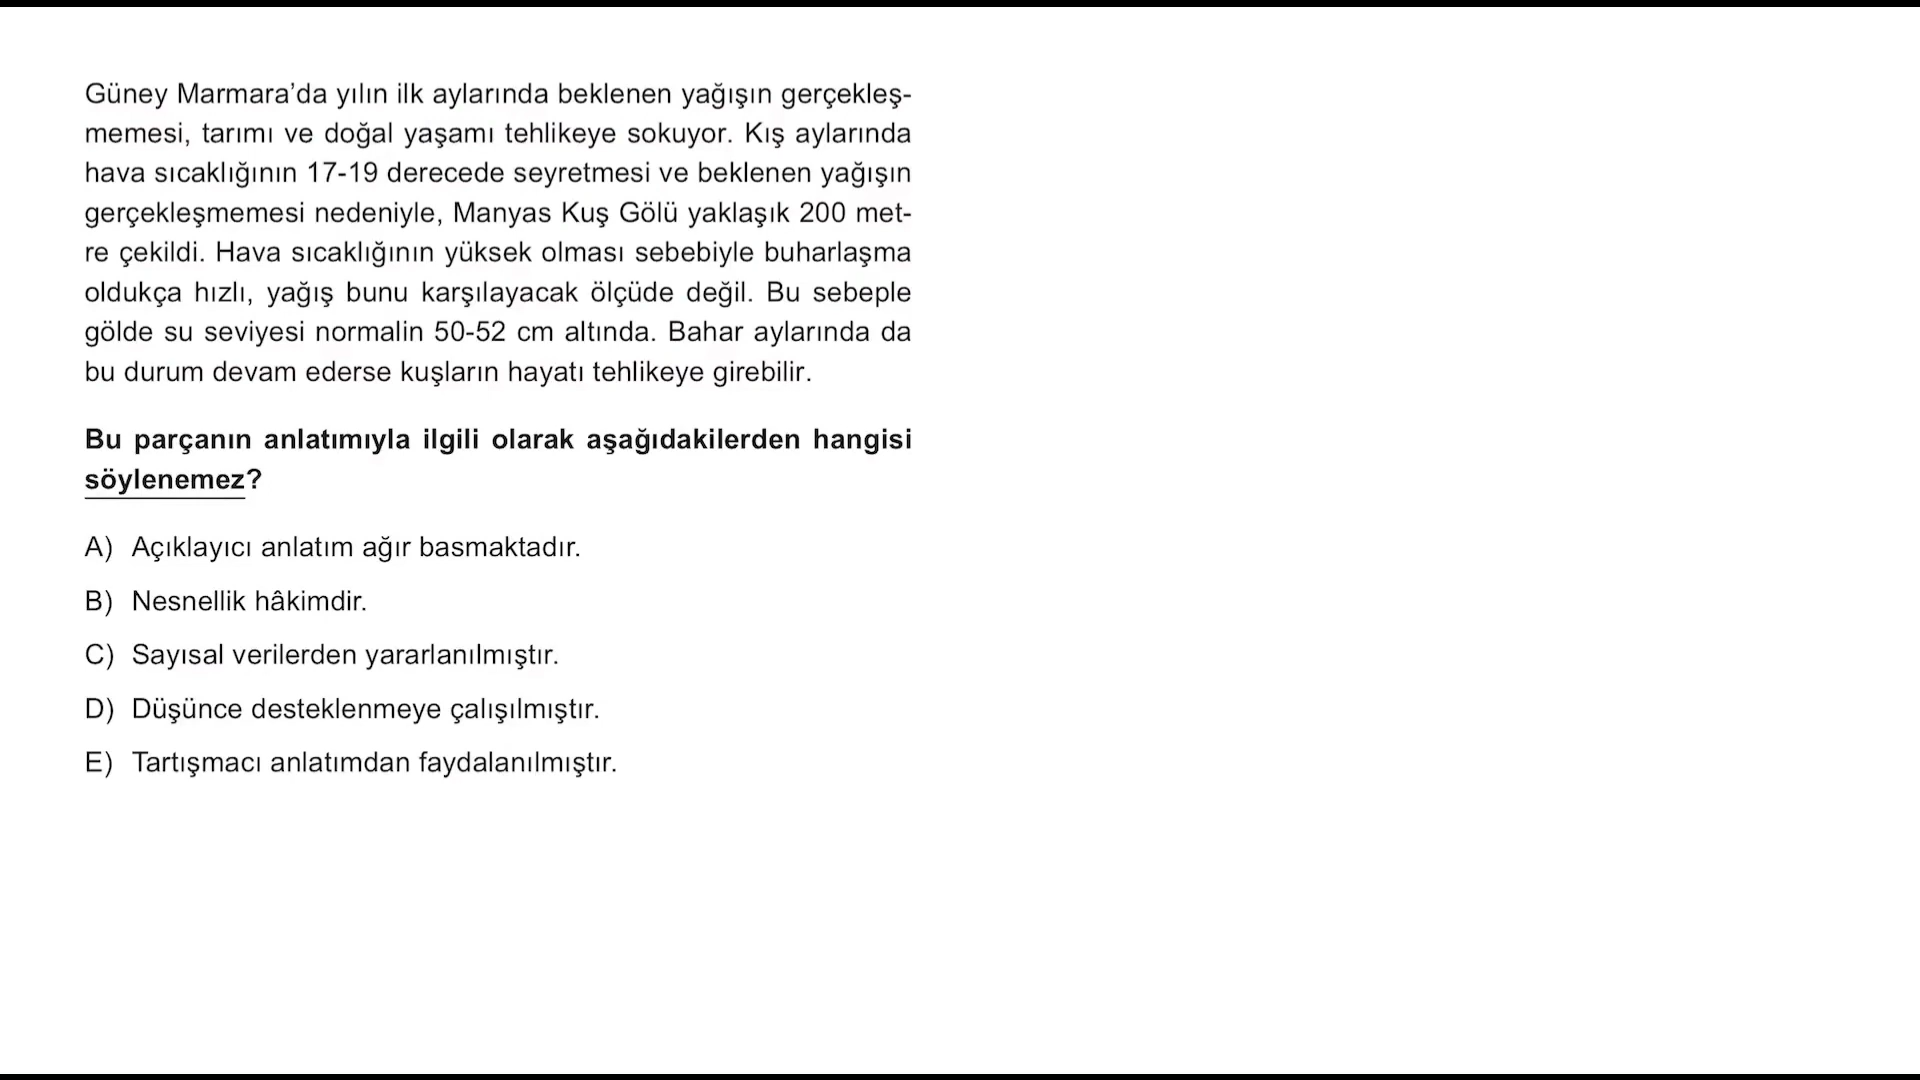 Güney Marmara’da yılın ilk aylarında beklenen yağışın gerçekleş-
memesi, tarımı ve doğal yaşamı tehlikeye sokuyor. Kış aylarında
hava sıcaklığının 17-19 derecede seyretmesi ve beklenen yağışın
gerçekleşmemesi nedeniyle, Manyas Kuş Gölü yaklaşık 200 met-
re çekildi. Hava sıcaklığının yüksek olması sebebiyle buharlaşma
oldukça hızlı, yağış bunu karşılayacak ölçüde değil. Bu sebeple
gölde su seviyesi normalin 50-52 cm altında. Bahar aylarında da
bu durum devam ederse kuşların hayatı tehlikeye girebilir.
Bu parçanın anlatımıyla ilgili olarak aşağıdakilerden hangisi
söylenemez?
A) Açıklayıcı anlatım ağır basmaktadır.
B) Nesnellik hâkimdir.
C) Sayısal verilerden yararlanılmıştır.
D) Düşünce desteklenmeye çalışılmıştır.
E) Tartışmacı anlatımdan faydalanılmıştır.